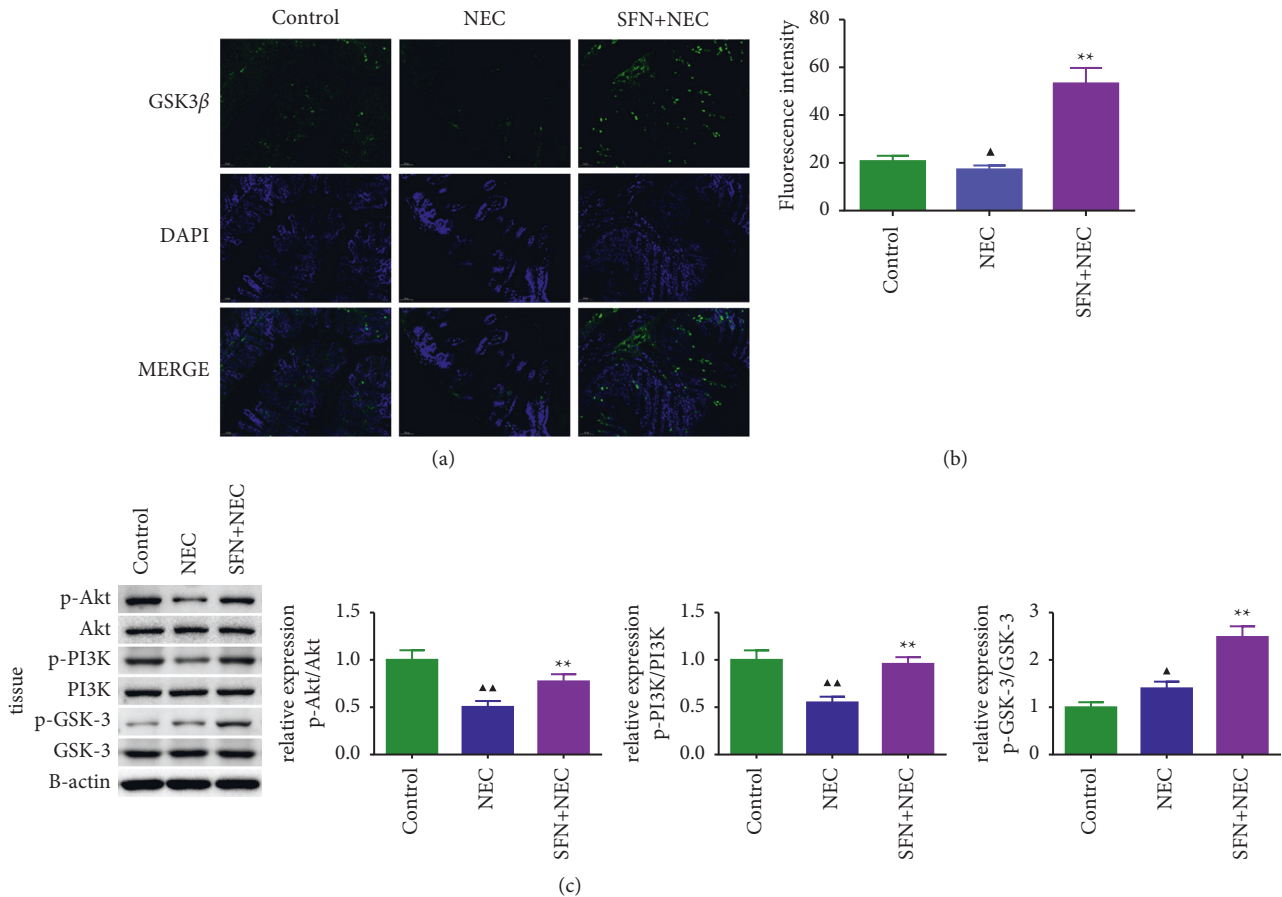 Control NEC SFN+NEC
GSK3β
DAPI
MERGE
(a)
Fluorescence intensity
80
60
40
20
0
▲
**
Control
NEC
SFN+NEC
(b)
Control
NEC
SFN+NEC
tissue
p-Akt
Akt
p-PI3K
PI3K
p-GSK-3
GSK-3
B-actin
relative expression
p-Akt/Akt
1.5
1.0
0.5
0.0
▲▲
**
Control
NEC
SFN+NEC
relative expression
p-PI3K/PI3K
1.5
1.0
0.5
0.0
▲▲
**
Control
NEC
SFN+NEC
relative expression
p-GSK-3/GSK-3
3
2
1
0
▲
**
Control
NEC
SFN+NEC
(c)